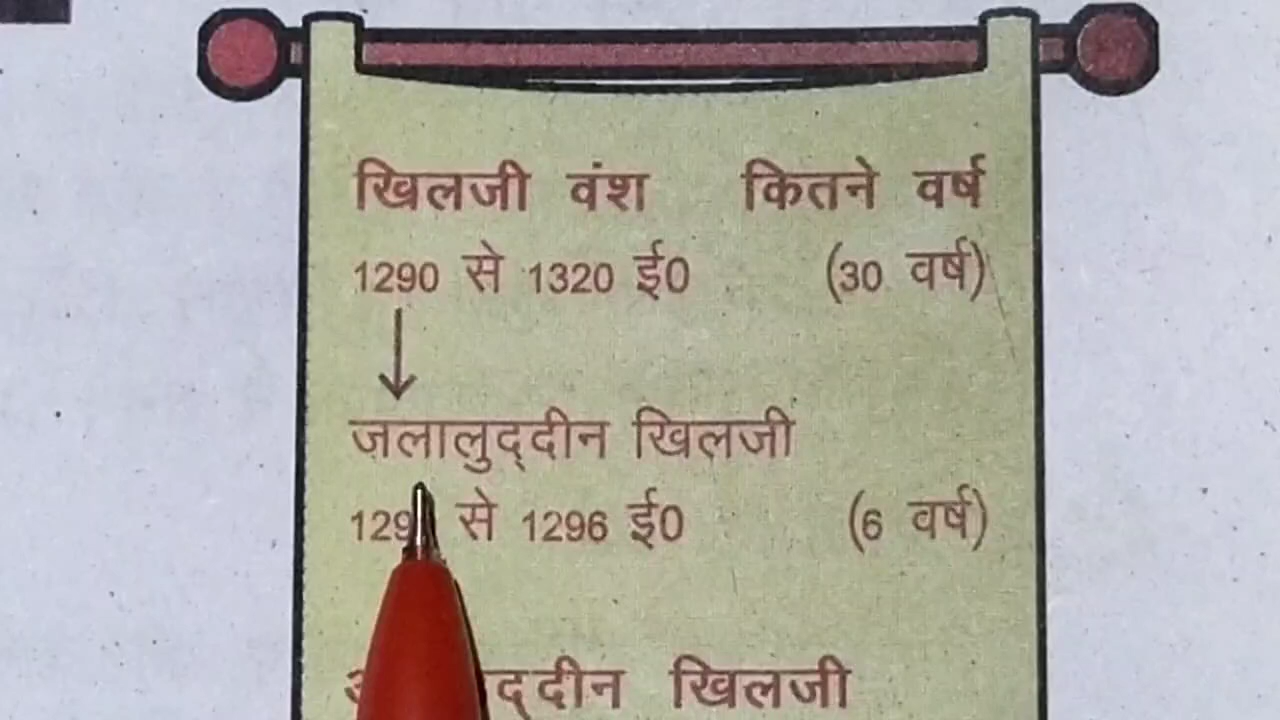 खिलजी वंश कितने वर्ष
1290 से 1320 ई0 (30 वर्ष)
जलालुद्दीन खिलजी
से 1296 ई0 (6 वर्ष)
खिलजी